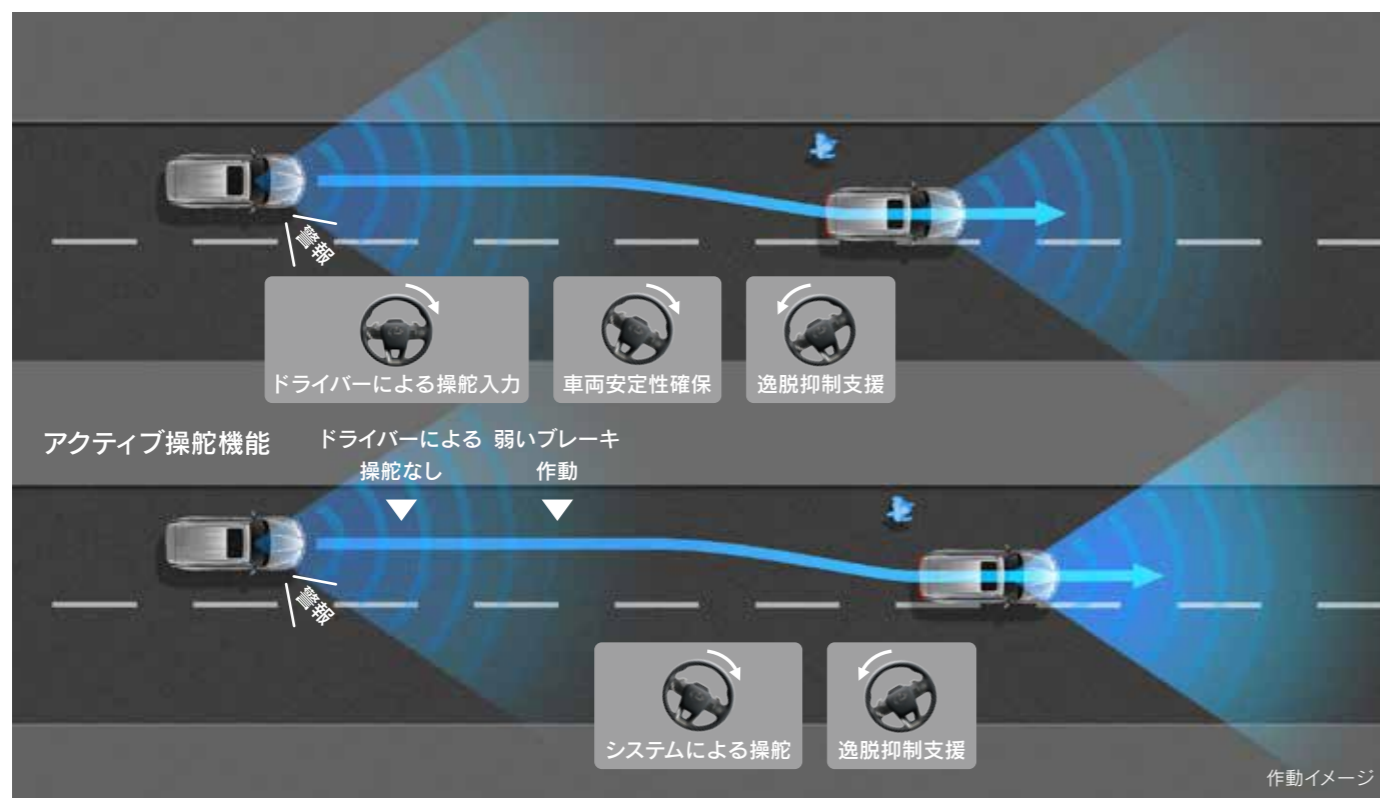 警報
ドライバーによる操舵入力
車両安定性確保
逸脱抑制支援
アクティブ操舵機能
ドライバーによる
操舵なし
弱いブレーキ
作動
警報
システムによる操舵
逸脱抑制支援
作動イメージ